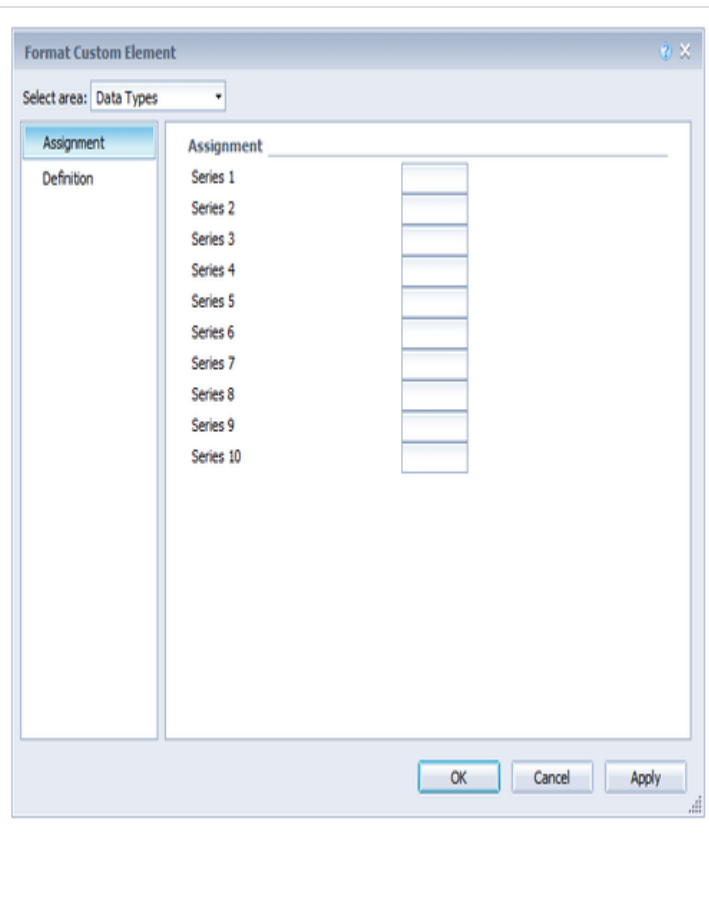 Format Custom Element
Select area: Data Types
Assignment
Definition
Assignment
Series 1
Series 2
Series 3
Series 4
Series 5
Series 6
Series 7
Series 8
Series 9
Series 10
OK Cancel Apply